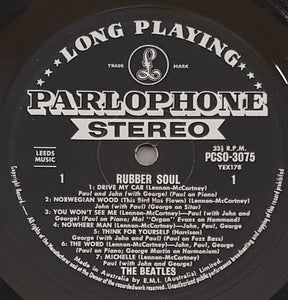 LONG PLAYING
TRADE MARK
PARLOPHONE
STEREO
LEEDS MUSIC
33⅓ R.P.M.
PCSO-3075
YEX178
1 RUBBER SOUL 1
1: DRIVE MY CAR (Lennon-McCartney)
Paul and John (with George) (Paul on Piano)
2: NORWEGIAN WOOD (This Bird Has Flown) (Lennon-McCartney)
John (with Paul) (George on Sitar)
3: YOU WON'T SEE ME (Lennon-McCartney)—Paul (with John and
George) (Paul on Piano; Mal "Organ" Evans on Hammond)
4: NOWHERE MAN (Lennon-McCartney)—John, Paul, George
5: THINK FOR YOURSELF (Harrison)
George (with John and Paul) (Paul on Fuzz Bass)
6: THE WORD (Lennon-McCartney)—John, Paul, George
(Paul on Piano; George Martin on Harmonium)
7: MICHELLE (Lennon-McCartney)
Paul (with John and George)
THE BEATLES
Made in Australia by E.M.I. (Australia) Limited